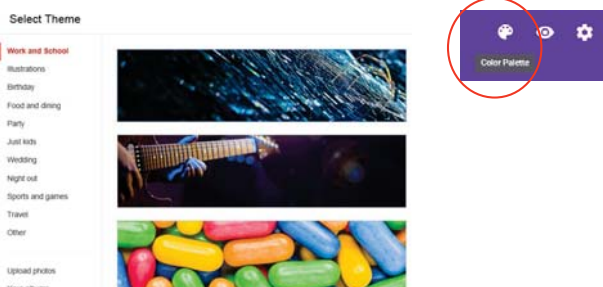 Select Theme
Work and School
Illustrations
Birthday
Food and dining
Party
Just kids
Wedding
Night out
Sports and games
Travel
Other
Upload photos
Color Palette